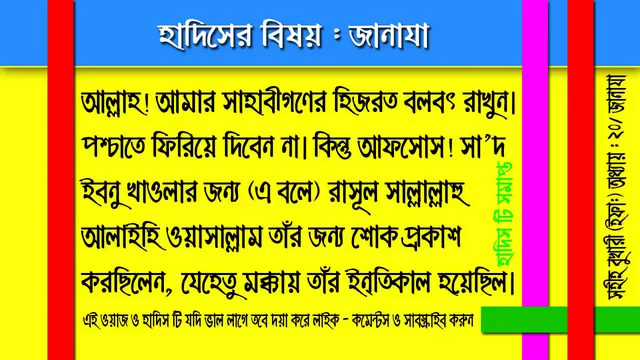 হাদিসের বিষয় : জানাযা
আল্লাহ! আমার সাহাবীগণের হিজরত বলবৎ রাখুন।
পশ্চাতে ফিরিয়ে দিবেন না। কিন্তু আফসোস! সা'দ
ইবনু খাওলার জন্য (এ বলে) রাসূল সাল্লাল্লাহু
আলাইহি ওয়াসাল্লাম তাঁর জন্য শোক প্রকাশ
করছিলেন, যেহেতু মক্কায় তাঁর ইন্‌তিকাল হয়েছিল।
এই ওয়াজ ও হাদিস টি যদি ভাল লাগে তবে দয়া করে লাইক - কমেন্টস ও সাবস্ক্রাইব করুন
হাদিস টি সমাপ্ত
সহীহ বুখারী (ইফাঃ) অধ্যায় : ২০/ জানাযা